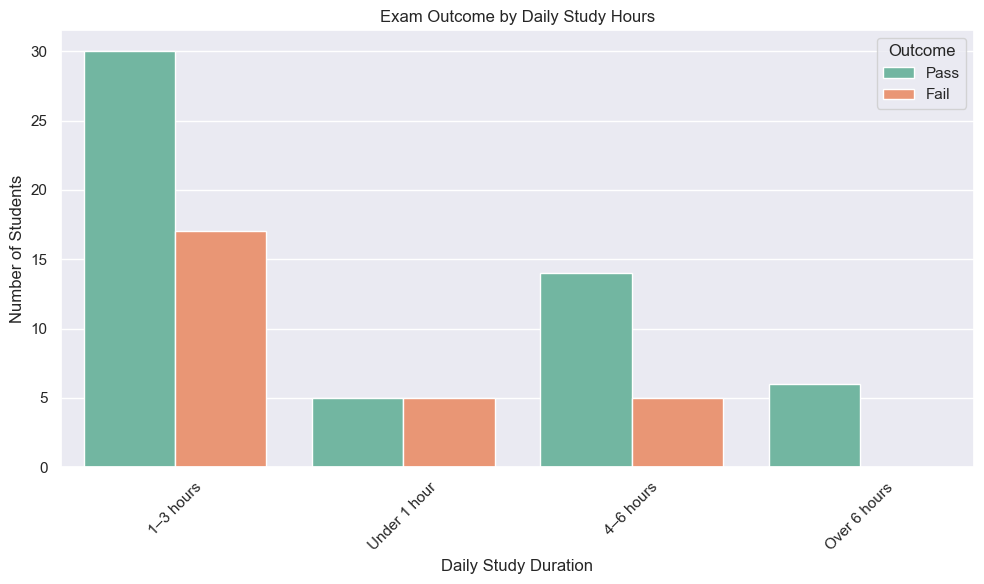 Exam Outcome by Daily Study Hours
Number of Students
30
25
20
15
10
5
0
Outcome
Pass
Fail
1–3 hours
Under 1 hour
4–6 hours
Over 6 hours
Daily Study Duration